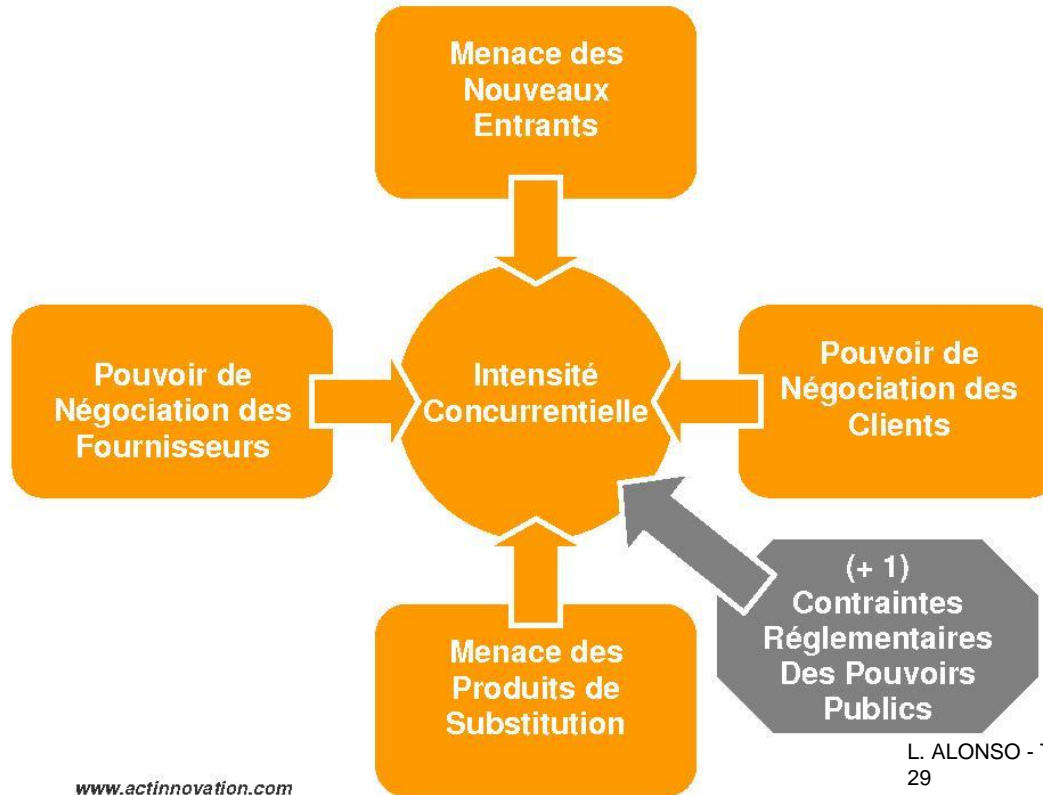 Menace des
Nouveaux
Entrants
Pouvoir de
Négociation des
Fournisseurs
Intensité
Concurrentielle
Pouvoir de
Négociation des
Clients
(+ 1)
Contraintes
Réglementaires
Des Pouvoirs
Publics
Menace des
Produits de
Substitution
L. ALONSO -
29
www.actinnovation.com